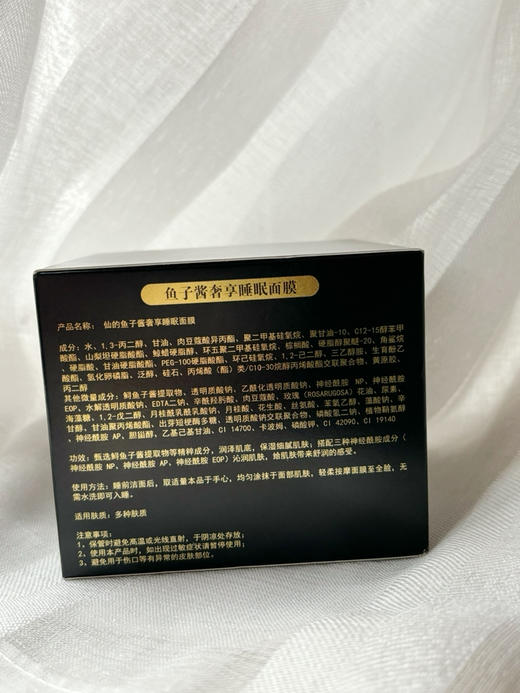 鱼子酱奢享睡眠面膜
产品名称: 仙的鱼子酱奢享睡眠面膜
成分: 水、1,3-丙二醇、甘油、肉豆蔻酸异丙酯、聚二甲基硅氧烷、聚甘油-10、C12-15醇苯甲
酸酯、山梨坦硬脂酸酯、鲸蜡硬脂醇、环五聚二甲基硅氧烷、棕榈酸、硬脂醇聚醚-20、角鲨烷
、硬脂酸、甘油硬脂酸酯、PEG-100硬脂酸酯、环己硅氧烷、1,2-己二醇、三乙醇胺、生育酚乙
酸酯、氢化卵磷脂、泛醇、硅石、丙烯酸(酯)类/C10-30烷醇丙烯酸酯交联聚合物、黄原胶、
丙二醇
其他微量成分: 鲟鱼子酱提取物、透明质酸钠、乙酰化透明质酸钠、神经酰胺 NP、神经酰胺
EOP、水解透明质酸钠、EDTA二钠、辛酰羟肟酸、肉豆蔻酸、玫瑰(ROSARUGOSA)花油、尿素、
海藻糖、1,2-戊二醇、月桂酰乳酰乳酸钠、月桂酸、花生酸、丝氨酸、苯氧乙醇、藻酸钠、辛
甘醇、甘油聚丙烯酸酯、出芽短梗酶多糖、透明质酸钠交联聚合物、磷酸氢二钠、植物鞘氨醇
、神经酰胺 AP、胆甾醇、乙基己基甘油、CI 14700、卡波姆、磷酸钾、CI 42090、CI 19140
功效: 甄选鲟鱼子酱提取物等精粹成分,润泽肌底,保湿细腻肌肤;搭配三种神经酰胺成分(
神经酰胺 NP、神经酰胺 AP、神经酰胺 EOP)沁润肌肤,给肌肤带来舒润的感受。
使用方法: 睡前洁面后,取适量本品于手心,均匀涂抹于面部肌肤,轻柔按摩面膜至全脸,无
需水洗即可入睡。
适用肤质: 多种肤质
注意事项:
1、保管时避免高温或光线直射,于阴凉处存放;
2、使用本产品时,如出现过敏症状请暂停使用;
3、避免用于伤口等有异常的皮肤部位。